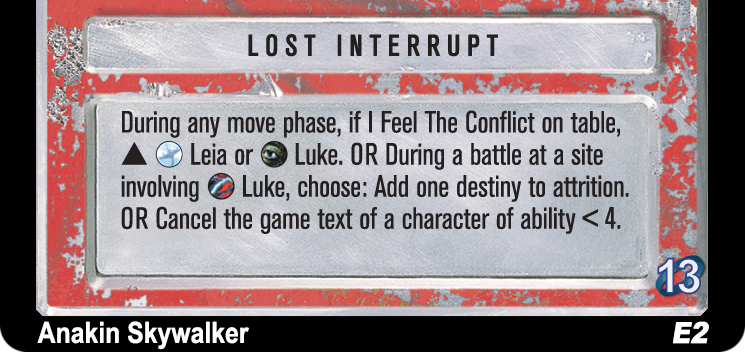 LOST INTERRUPT
During any move phase, if I Feel The Conflict on table,
▲ Leia or Luke. OR During a battle at a site
involving Luke, choose: Add one destiny to attrition.
OR Cancel the game text of a character of ability < 4.
13
Anakin Skywalker E2